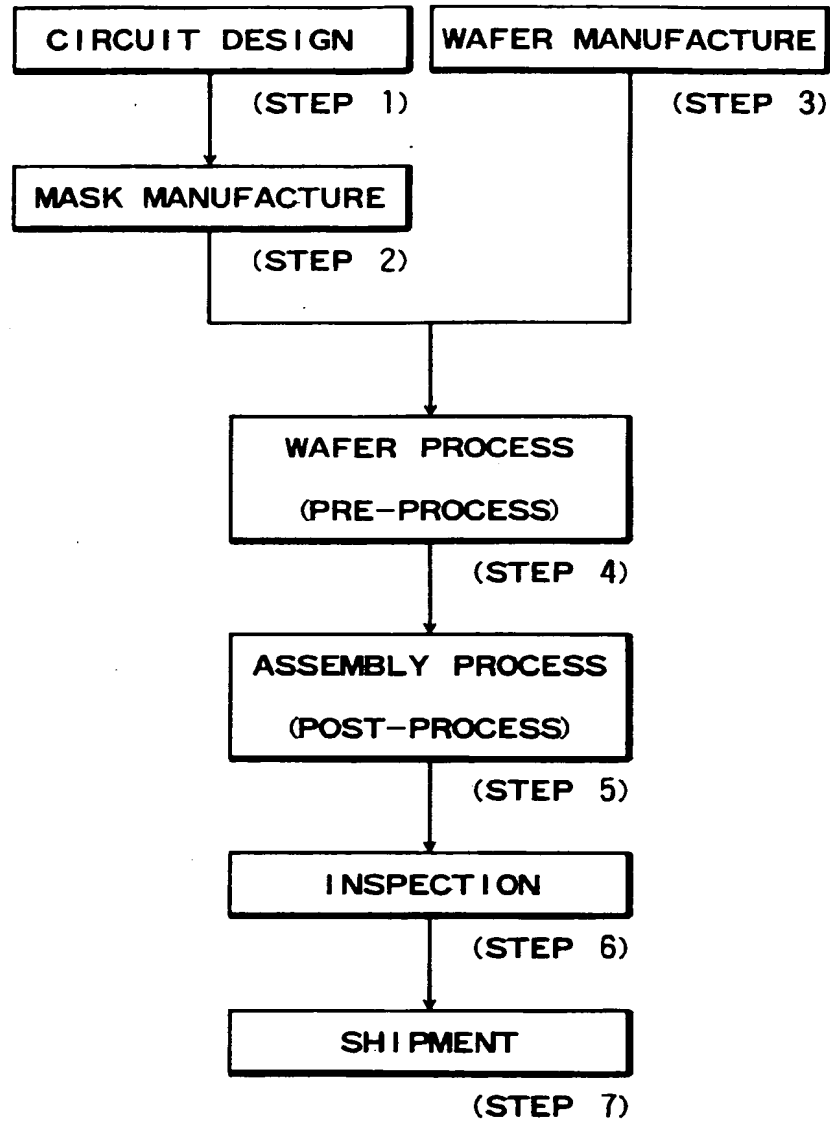 CIRCUIT DESIGN
(STEP 1)
MASK MANUFACTURE
(STEP 2)
WAFER MANUFACTURE
(STEP 3)
WAFER PROCESS
(PRE-PROCESS)
(STEP 4)
ASSEMBLY PROCESS
(POST-PROCESS)
(STEP 5)
INSPECTION
(STEP 6)
SHIPMENT
(STEP 7)